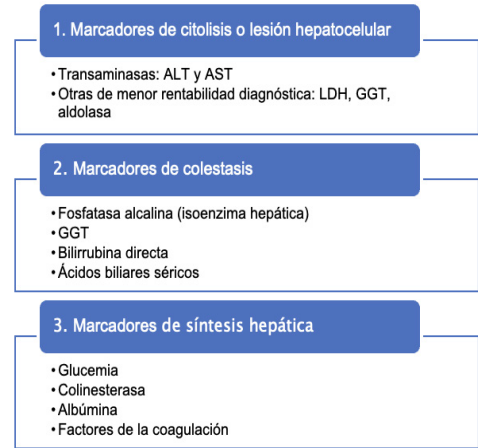 1. Marcadores de citolisis o lesión hepatocelular
•Transaminasas: ALT y AST
•Otras de menor rentabilidad diagnóstica: LDH, GGT,
aldolasa
2. Marcadores de colestasis
•Fosfatasa alcalina (isoenzima hepática)
•GGT
•Bilirrubina directa
•Ácidos biliares séricos
3. Marcadores de síntesis hepática
•Glucemia
•Colinesterasa
•Albúmina
•Factores de la coagulación